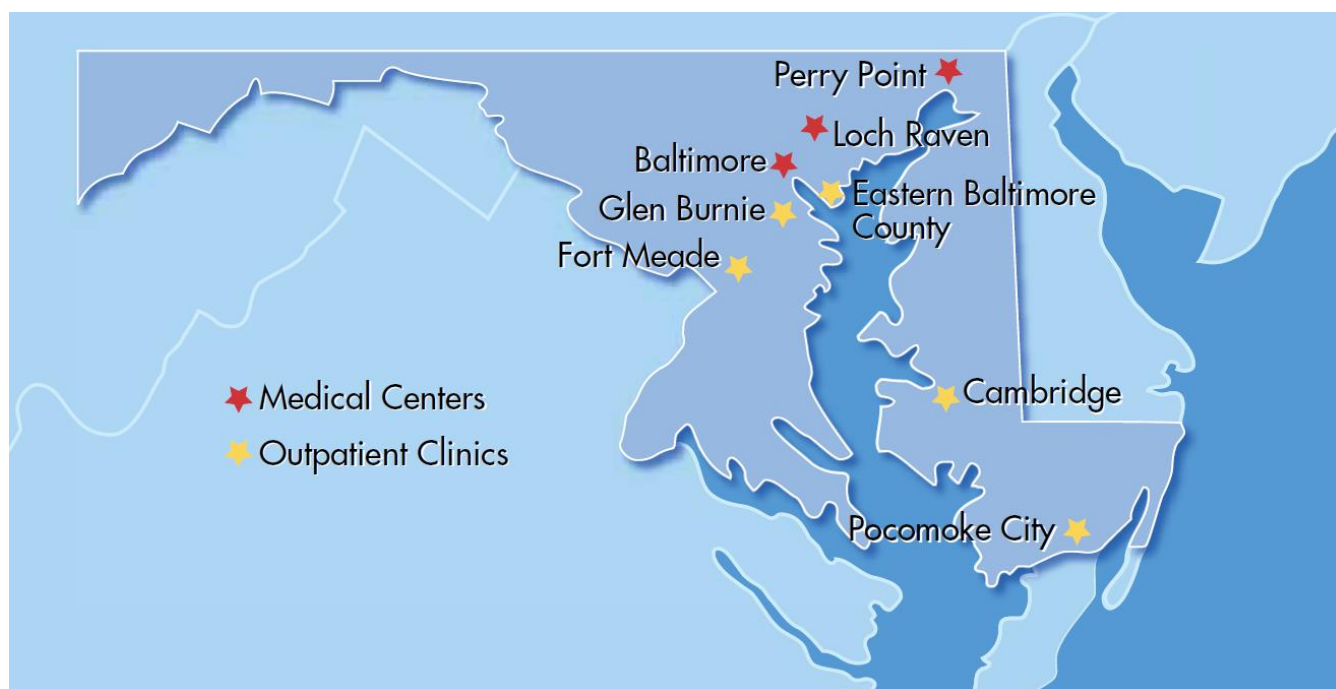 Perry Point
Loch Raven
Baltimore
Eastern Baltimore
County
Glen Burnie
Fort Meade
Medical Centers
Cambridge
Outpatient Clinics
Pocomoke City